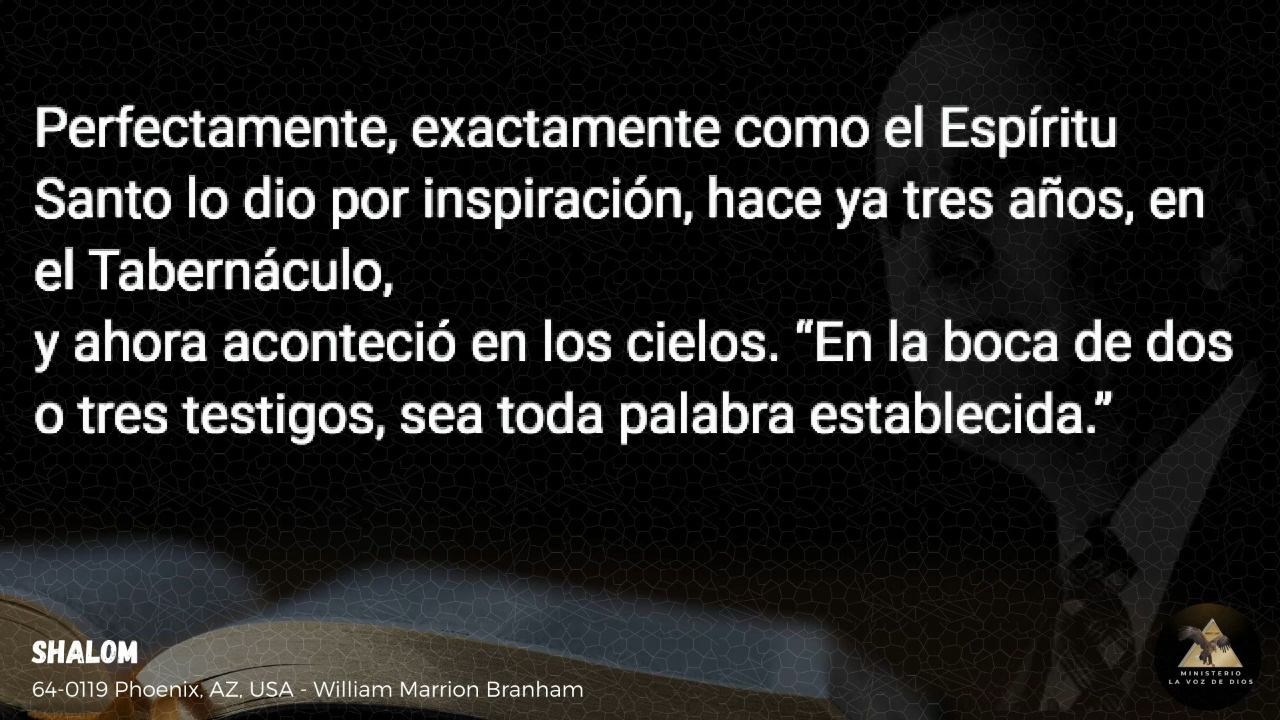 Perfectamente, exactamente como el Espíritu
Santo lo dio por inspiración, hace ya tres años, en
el Tabernáculo,
y ahora aconteció en los cielos. “En la boca de dos
o tres testigos, sea toda palabra establecida.”
SHALOM
64-0119 Phoenix, AZ, USA - William Marrion Branham
MINISTERIO
LA VOZ DE DIOS